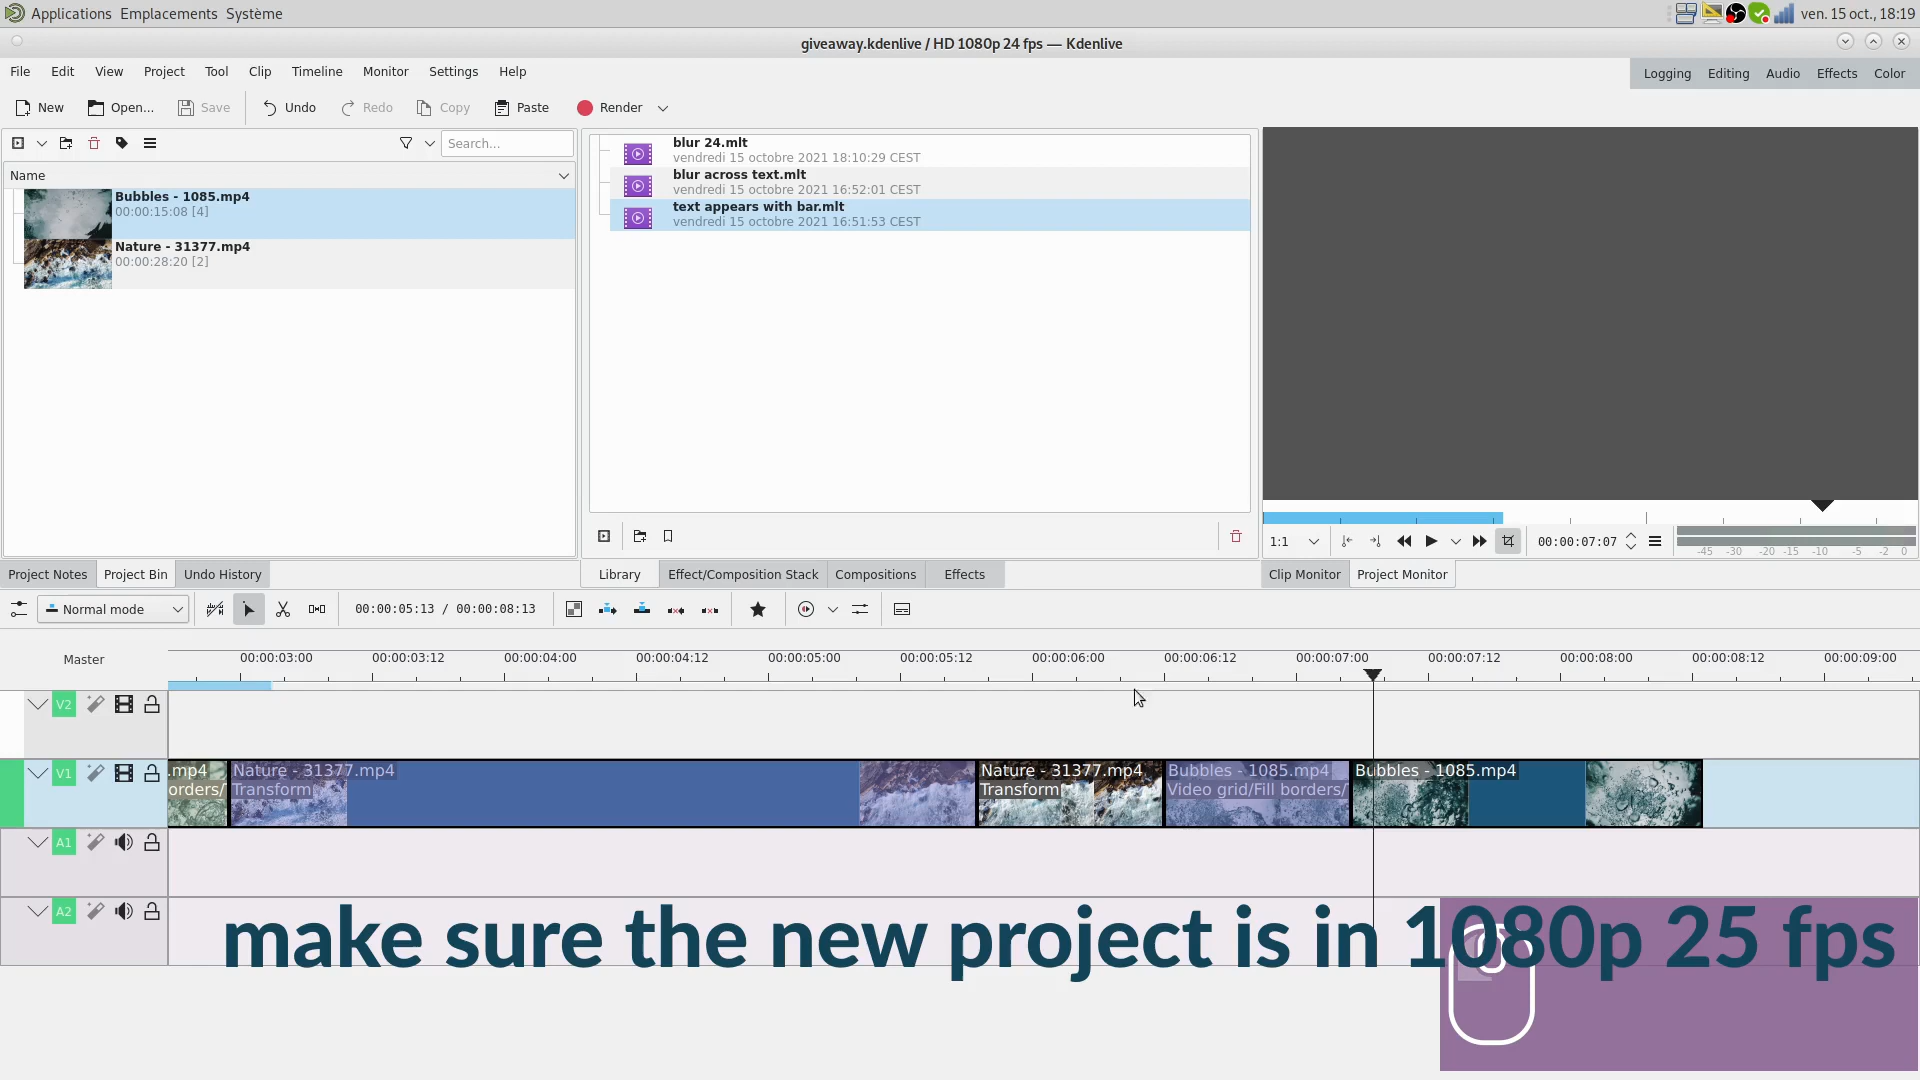 Applications Emplacements Système
ven. 15 oct., 18:19
giveaway.kdenlive / HD 1080p 24 fps — Kdenlive
File Edit View Project Tool Clip Timeline Monitor Settings Help
Logging Editing Audio Effects Color
New Open... Save Undo Redo Copy Paste Render
Search...
Name
Bubbles - 1085.mp4
00:00:15:08 [4]
Nature - 31377.mp4
00:00:28:20 [2]
blur 24.mlt
vendredi 15 octobre 2021 18:10:29 CEST
blur across text.mlt
vendredi 15 octobre 2021 16:52:01 CEST
text appears with bar.mlt
vendredi 15 octobre 2021 16:51:53 CEST
1:1
00:00:07:07
-45 -30 -20 -15 -10 -5 -2 0
Project Notes Project Bin Undo History
Library Effect/Composition Stack Compositions Effects
Clip Monitor Project Monitor
Normal mode
00:00:05:13 / 00:00:08:13
Master
00:00:03:00 00:00:03:12 00:00:04:00 00:00:04:12 00:00:05:00 00:00:05:12 00:00:06:00 00:00:06:12 00:00:07:00 00:00:07:12 00:00:08:00 00:00:08:12 00:00:09:00
V2
V1
.mp4 Nature - 31377.mp4 Nature - 31377.mp4 Bubbles - 1085.mp4 Bubbles - 1085.mp4
orders/ Transform Transform Video grid/Fill borders/
A1
A2
make sure the new project is in 1080p 25 fps